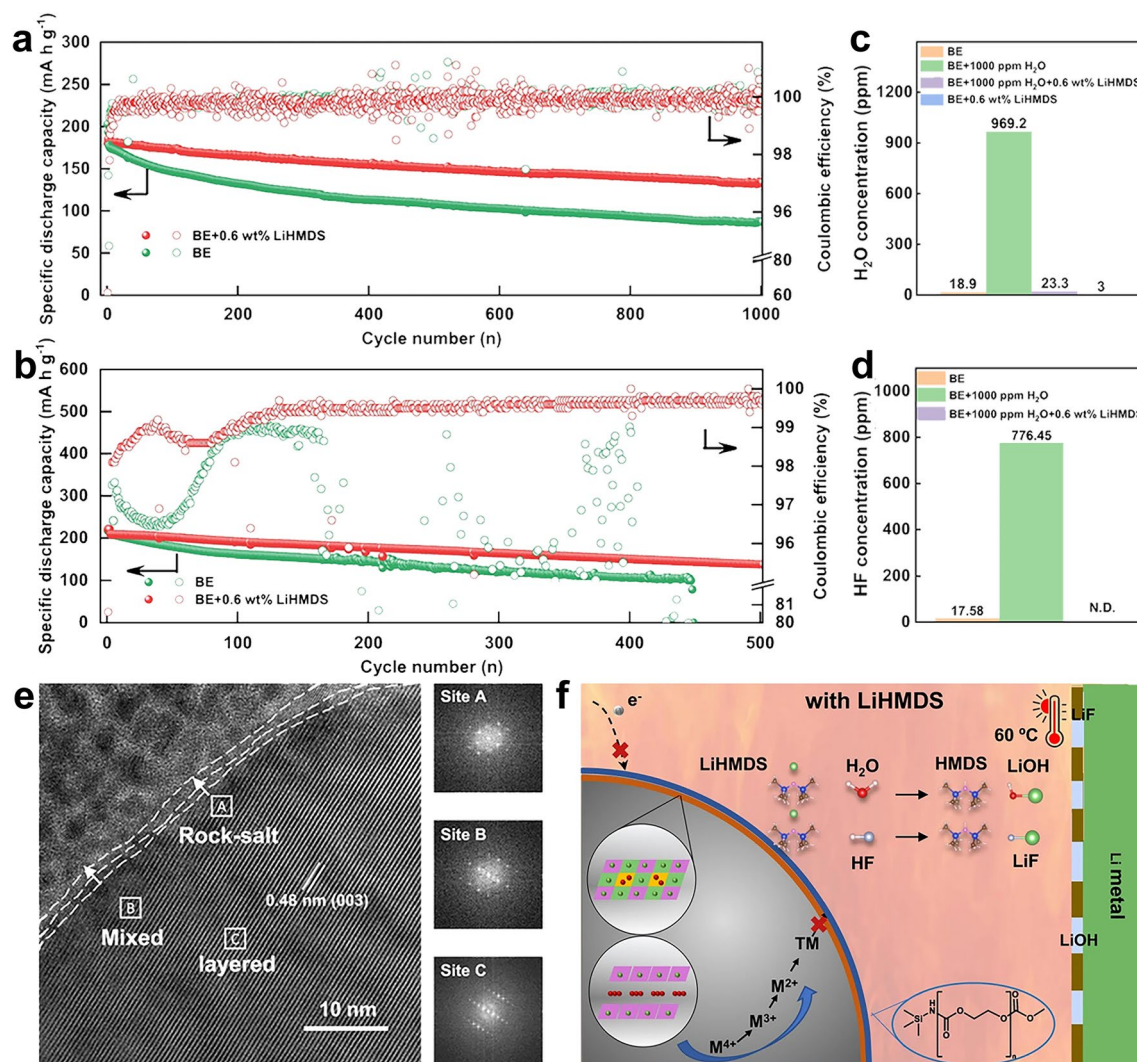 a
300
250
200
150
100
50
0
Specific discharge capacity (mA h g⁻¹)
BE+0.6 wt% LiHMDS
BE
100
98
96
80
60
Coulombic efficiency (%)
0 200 400 600 800 1000
Cycle number (n)
c
BE
BE+1000 ppm H₂O
BE+1000 ppm H₂O+0.6 wt% LiHMDS
BE+0.6 wt% LiHMDS
1200
900
600
300
0
H₂O concentration (ppm)
18.9
969.2
23.3
3
b
600
500
400
300
200
100
0
Specific discharge capacity (mA h g⁻¹)
BE
BE+0.6 wt% LiHMDS
100
99
98
97
96
81
80
Coulombic efficiency (%)
0 100 200 300 400 500
Cycle number (n)
d
BE
BE+1000 ppm H₂O
BE+1000 ppm H₂O+0.6 wt% LiHMDS
1000
800
600
400
200
0
HF concentration (ppm)
17.58
776.45
N.D.
e
A
Rock-salt
B
Mixed
C
layered
0.48 nm (003)
10 nm
Site A
Site B
Site C
f
with LiHMDS
e⁻
60 °C
LiF
LiHMDS H₂O HMDS LiOH
HF LiF
Li metal
LiOH
TM
M²⁺
M³⁺
M⁴⁺
Si
H
N
O
O
O
O
O
O
n